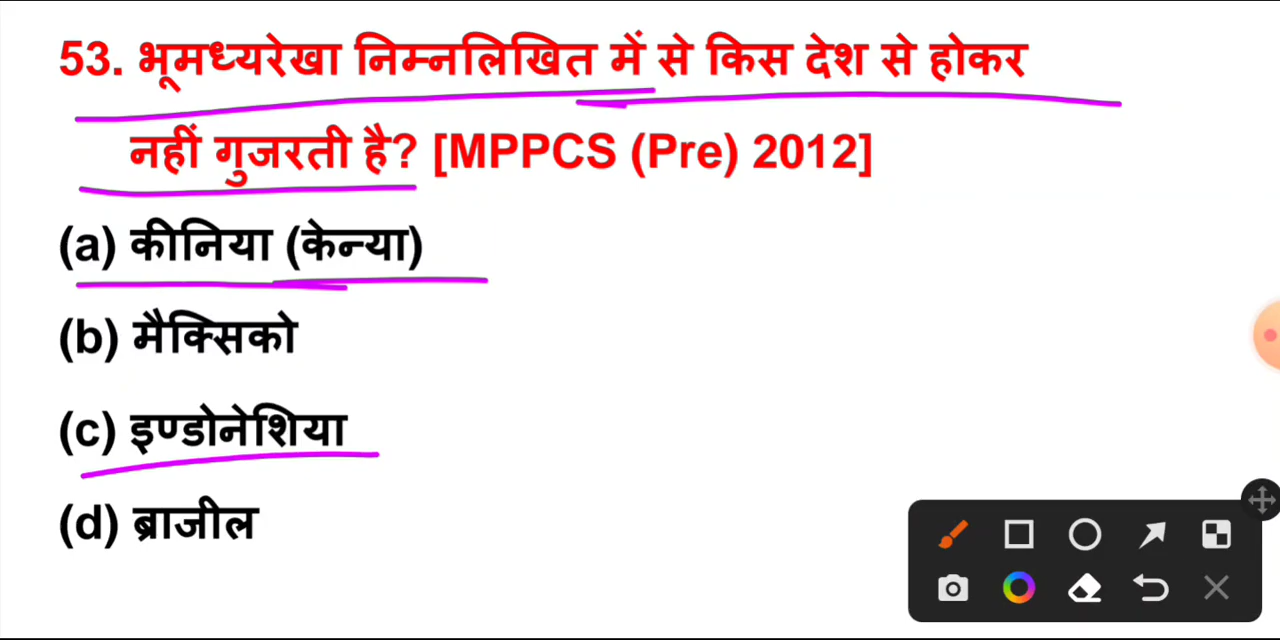 53. भूमध्यरेखा निम्नलिखित में से किस देश से होकर
नहीं गुजरती है? [MPPCS (Pre) 2012]
(a) कीनिया (केन्या)
(b) मैक्सिको
(c) इण्डोनेशिया
(d) ब्राजील